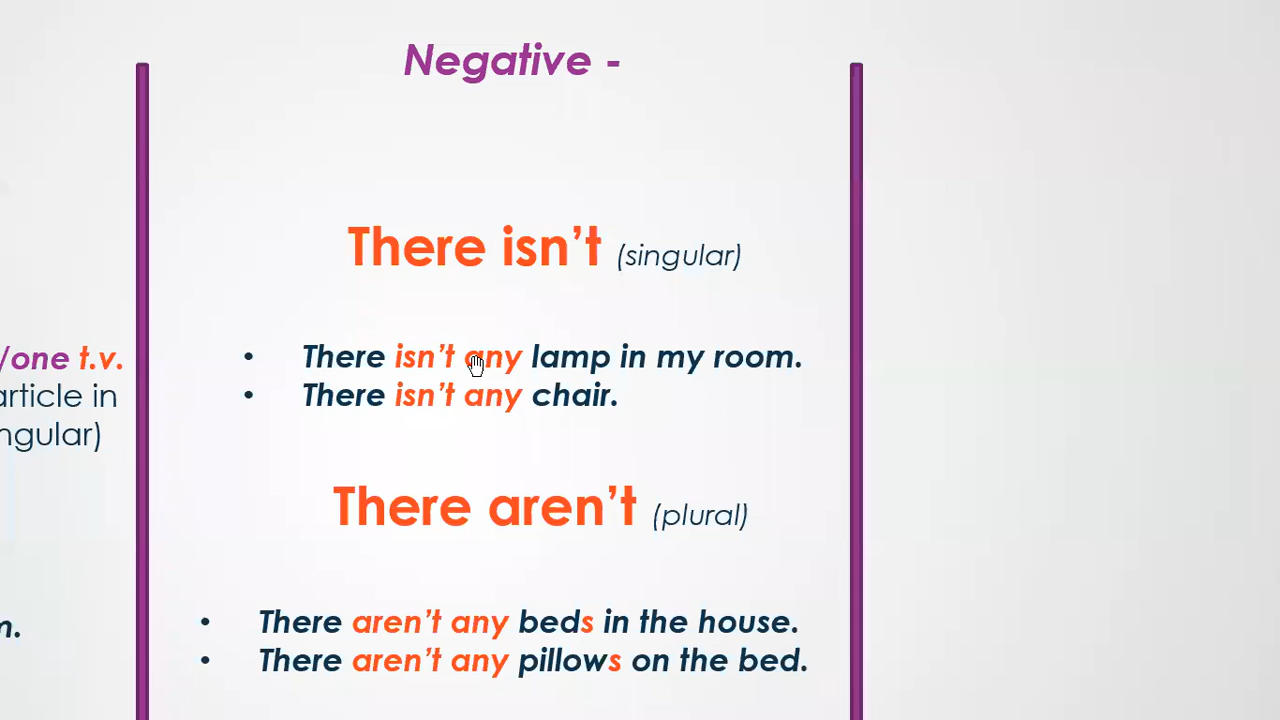 Negative -
There isn't (singular)
• There isn't any lamp in my room.
• There isn't any chair.
There aren't (plural)
• There aren't any beds in the house.
• There aren't any pillows on the bed.
/one t.v.
article in
ngular)
m.